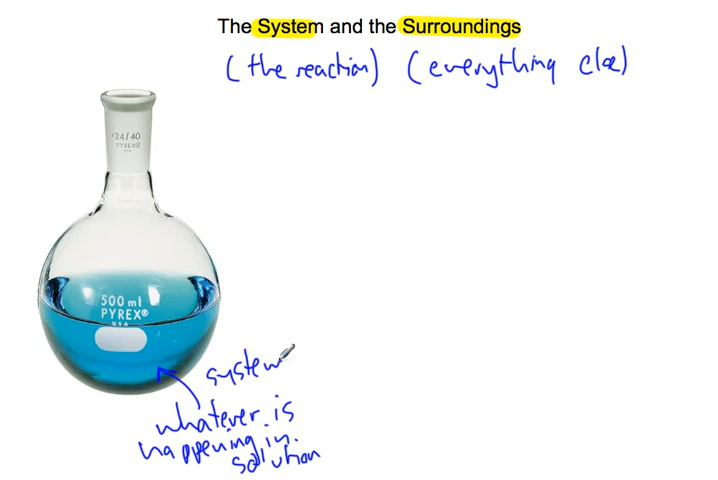 The System and the Surroundings
(the reaction) (everything else)
24/40
PYREX®
USA
500 ml
PYREX®
USA
system
whatever is
happening in
solution